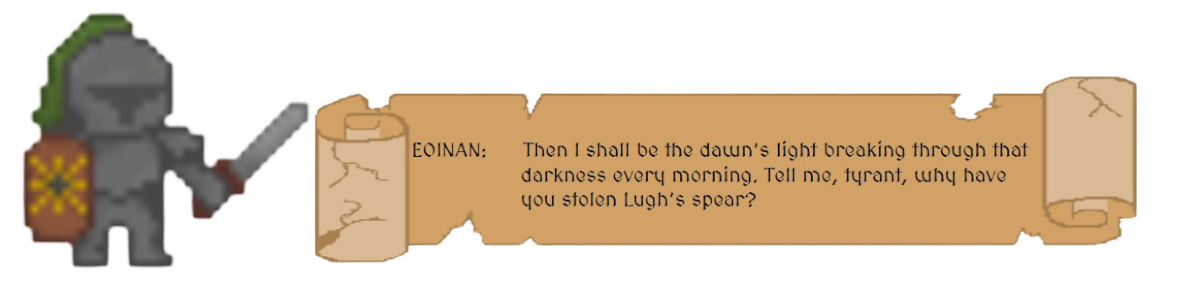 EOINAN: Then I shall be the dawn's light breaking through that
darkness every morning. Tell me, tyrant, why have
you stolen Lugh's spear?